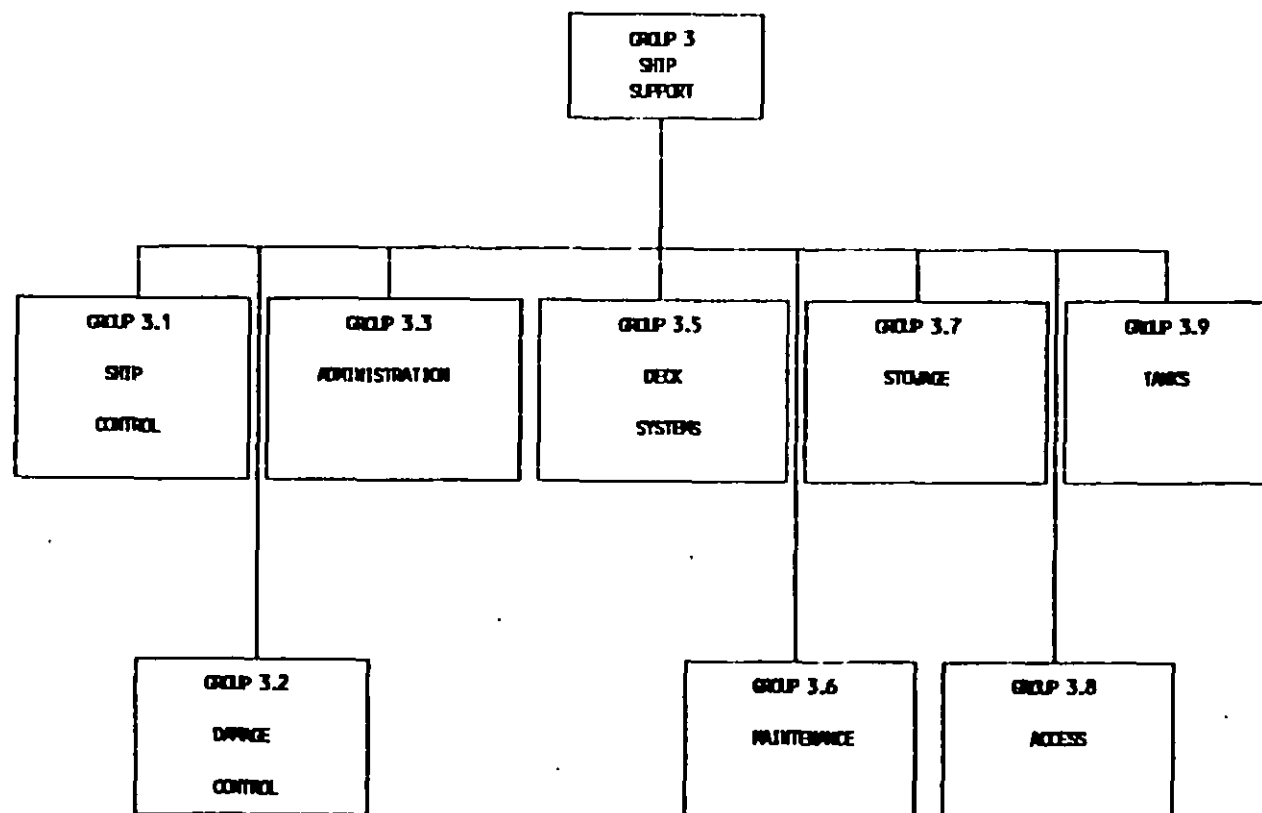 GROUP 3
SHIP
SUPPORT
GROUP 3.1
SHIP
CONTROL
GROUP 3.3
ADMINISTRATION
GROUP 3.5
DECK
SYSTEMS
GROUP 3.7
STOWAGE
GROUP 3.9
TANKS
GROUP 3.2
DAMAGE
CONTROL
GROUP 3.6
MAINTENANCE
GROUP 3.8
ACCESS